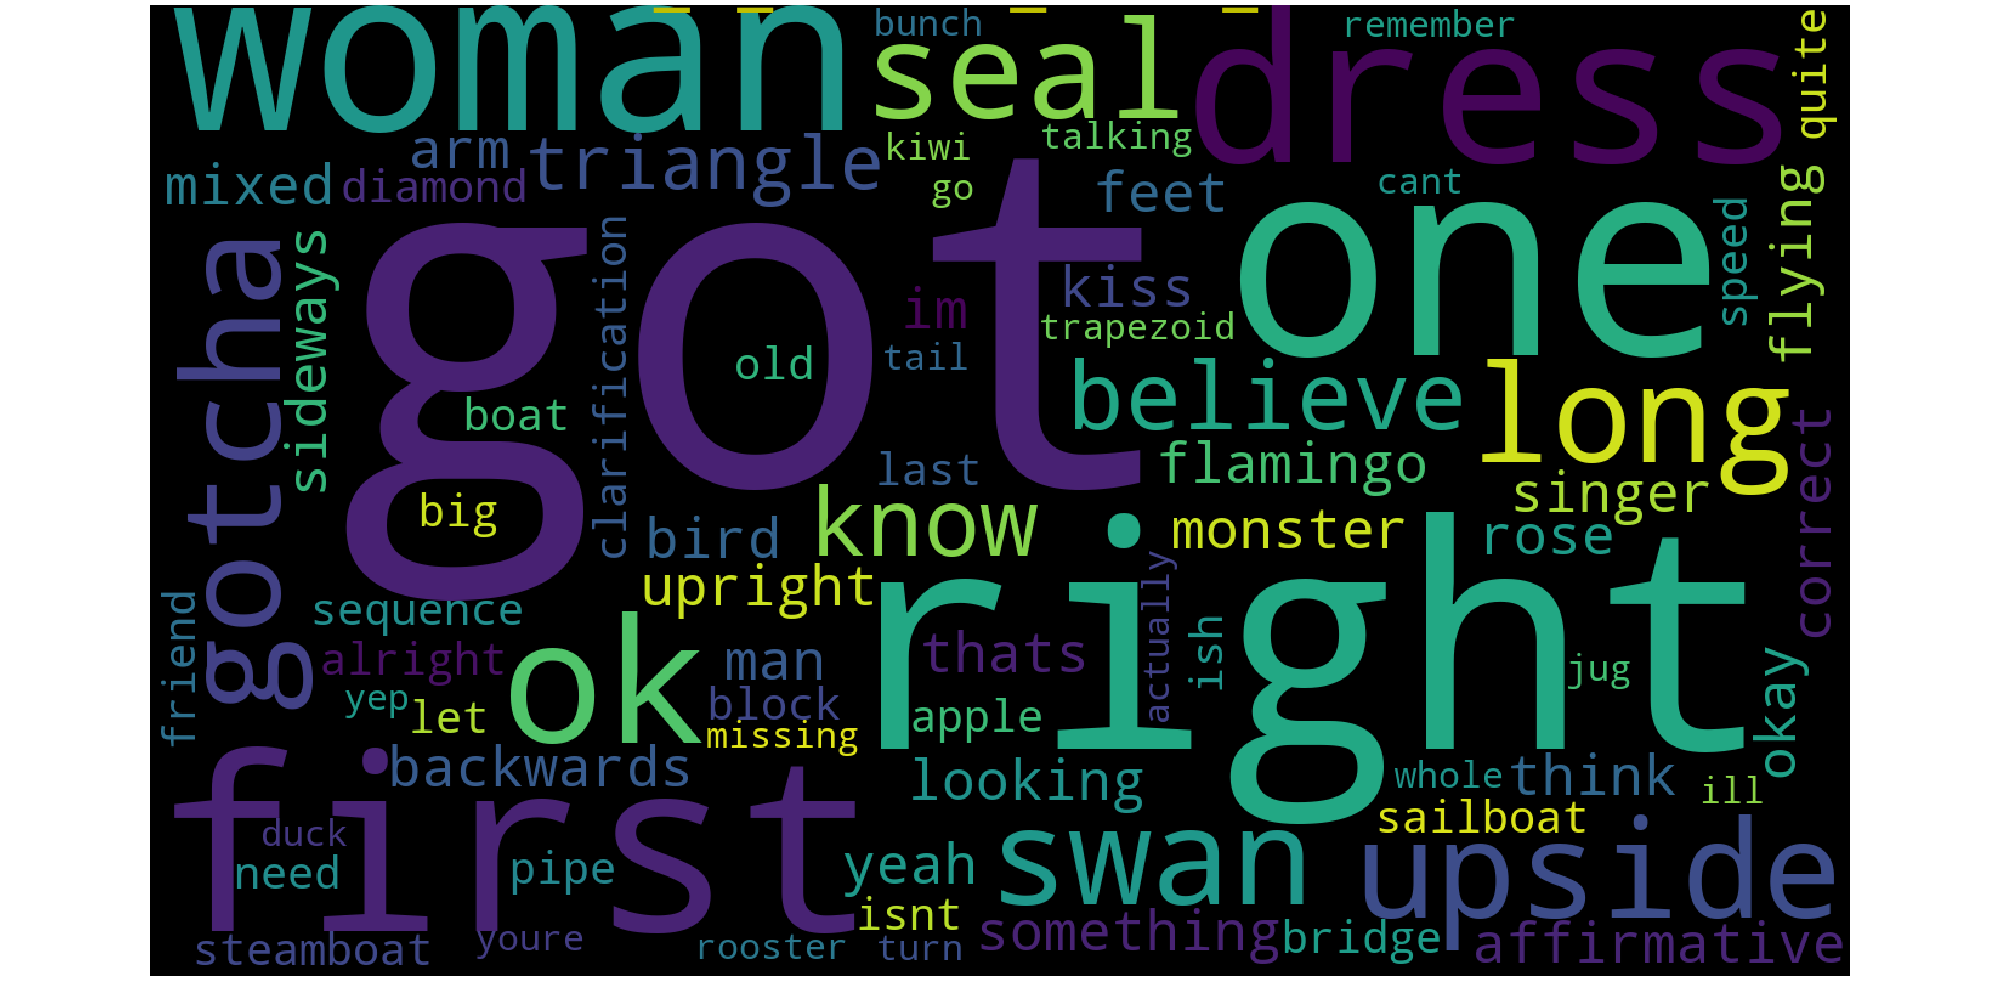 woman
bunch
seal
remember
dress
quite
arm
triangle
kiwi
talking
mixed
diamond
go
feet
cant
one
speed
flying
gotcha
sideways
got
clarification
im
kiss
trapezoid
old
tail
believe
long
boat
last
flamingo
correct
big
know
singer
bird
monster
rose
upright
right
friend
sequence
ok
alright
man
thats
actually
ish
jug
okay
yep
let
block
apple
missing
first
backwards
looking
whole
think
ill
sailboat
duck
need
pipe
yeah
swan
upside
isnt
something
bridge
affirmative
steamboat
youre
rooster
turn